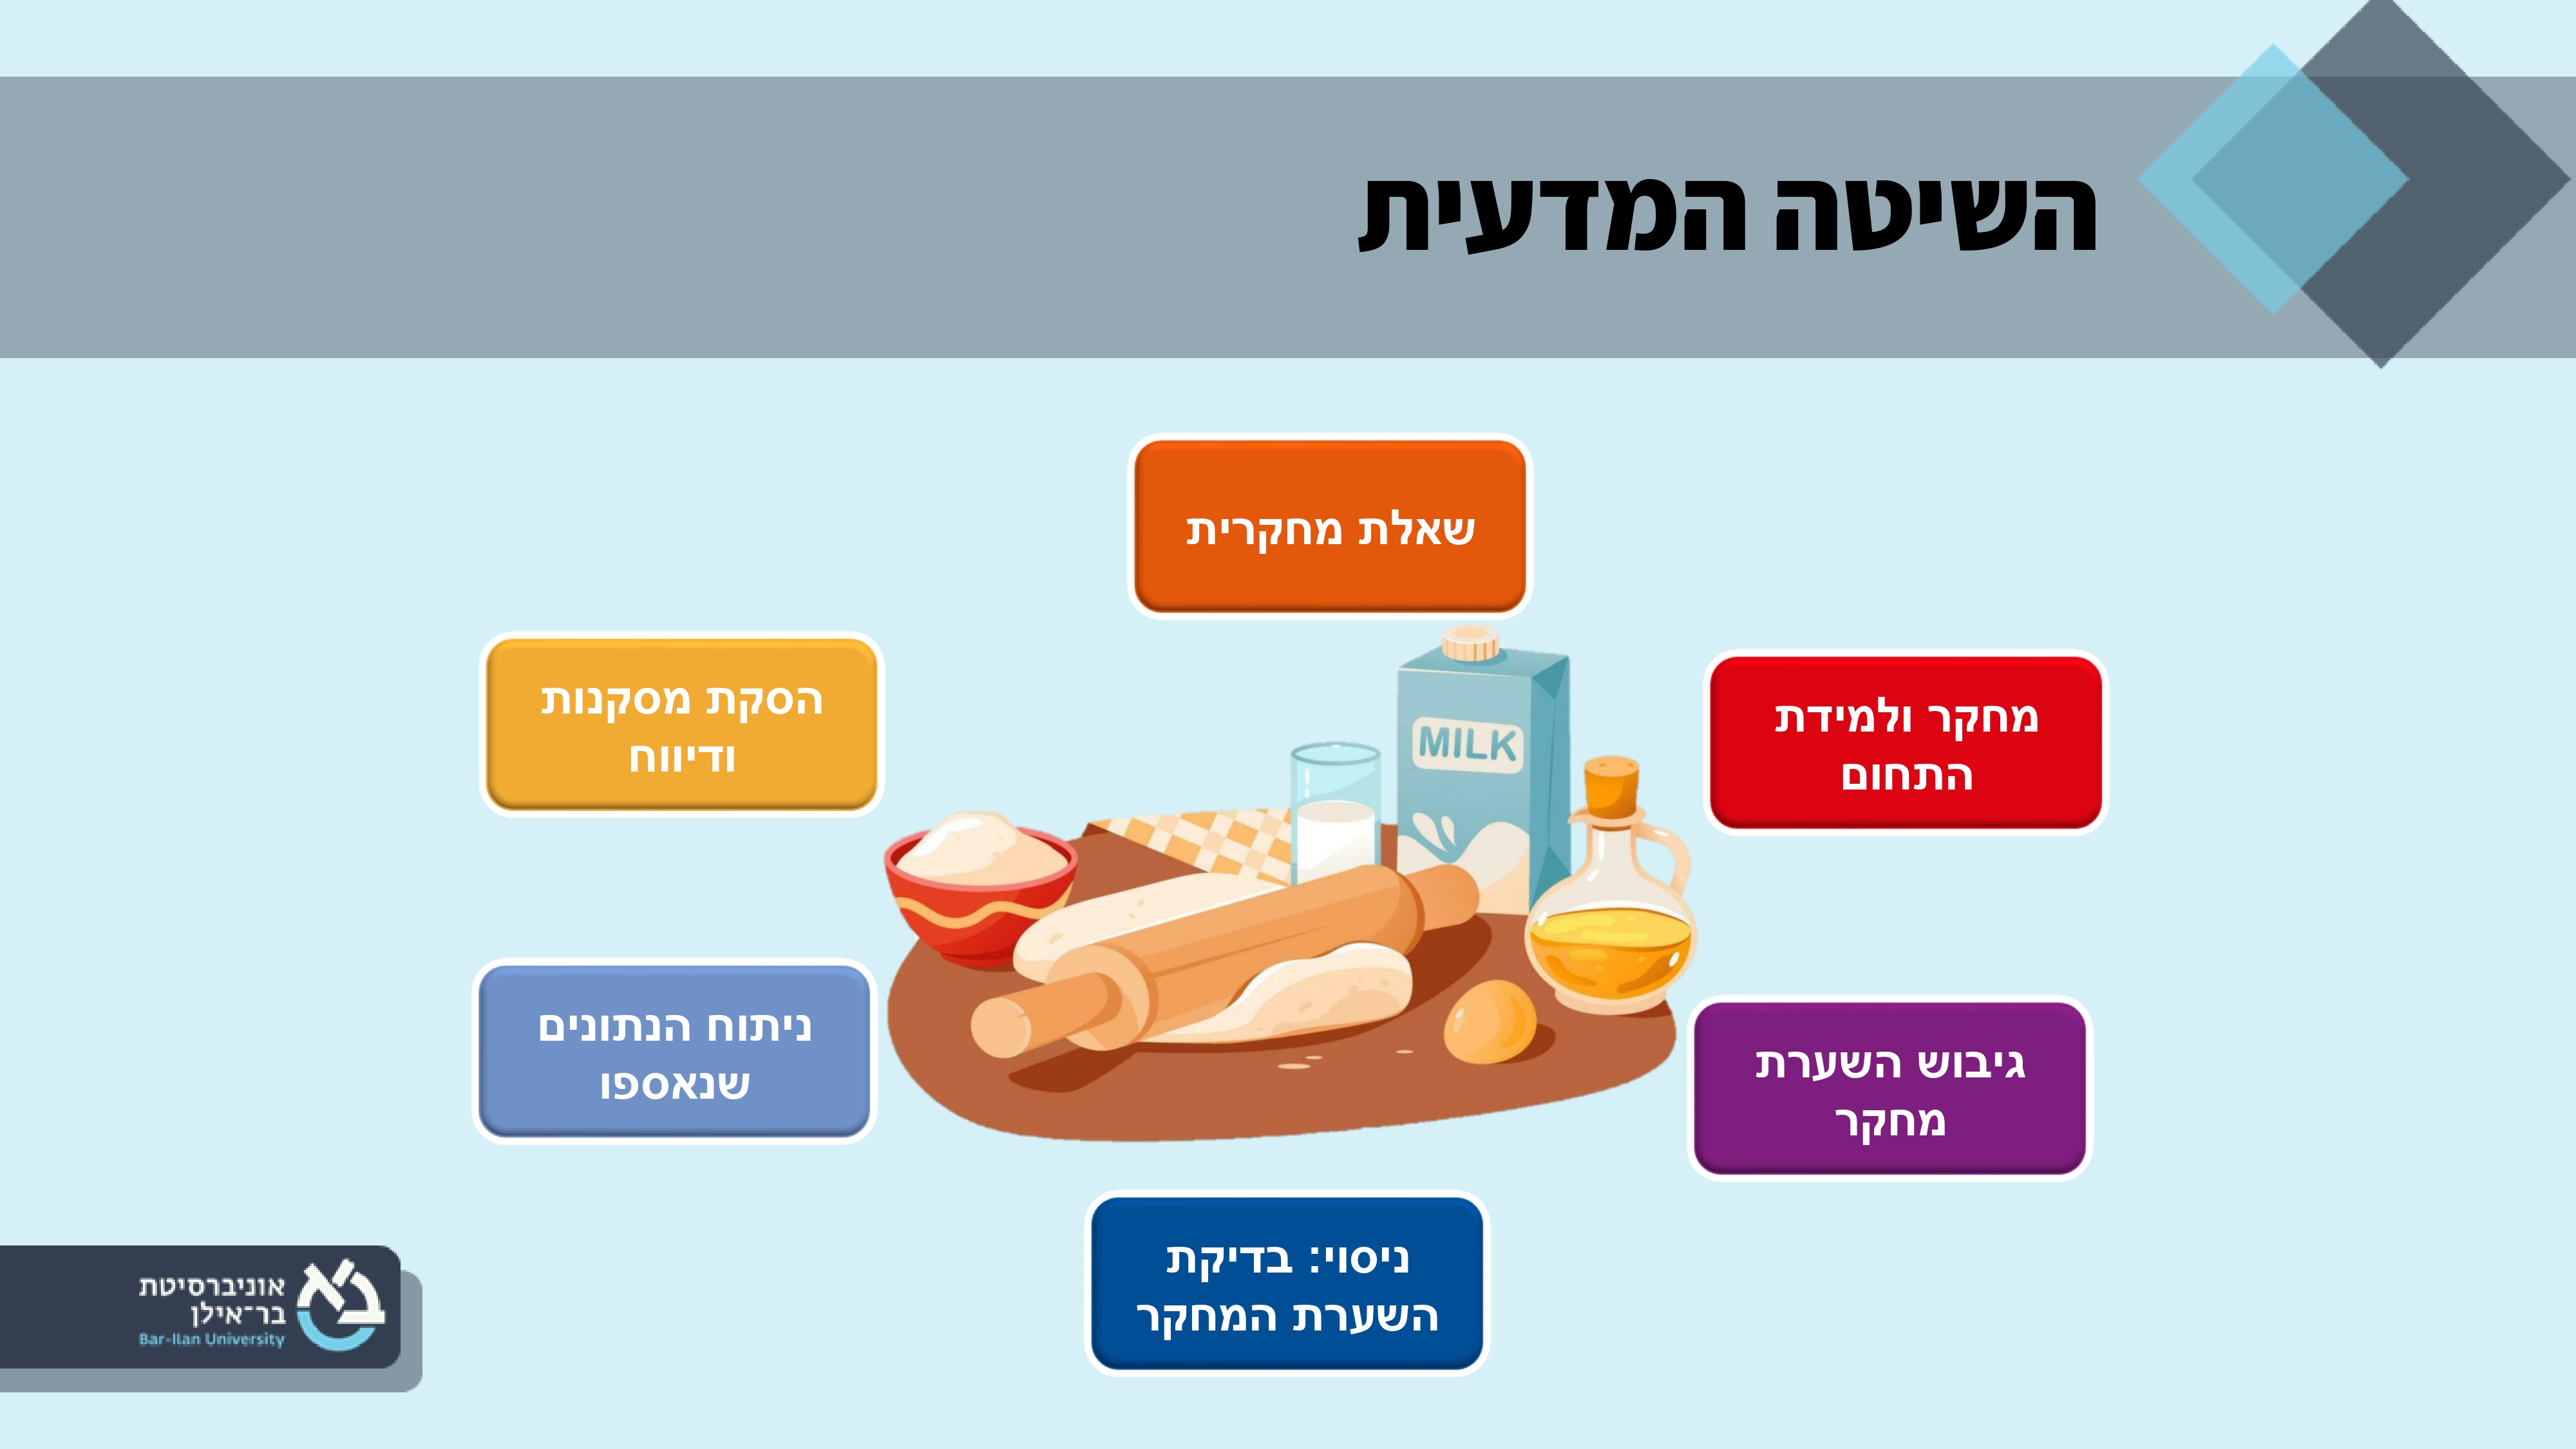 השיטה המדעית
שאלת מחקרית
מחקר ולמידת
התחום
גיבוש השערת
מחקר
ניסוי: בדיקת
השערת המחקר
ניתוח הנתונים
שנאספו
הסקת מסקנות
ודיווח
MILK
אוניברסיטת
בר־אילן
Bar-Ilan University